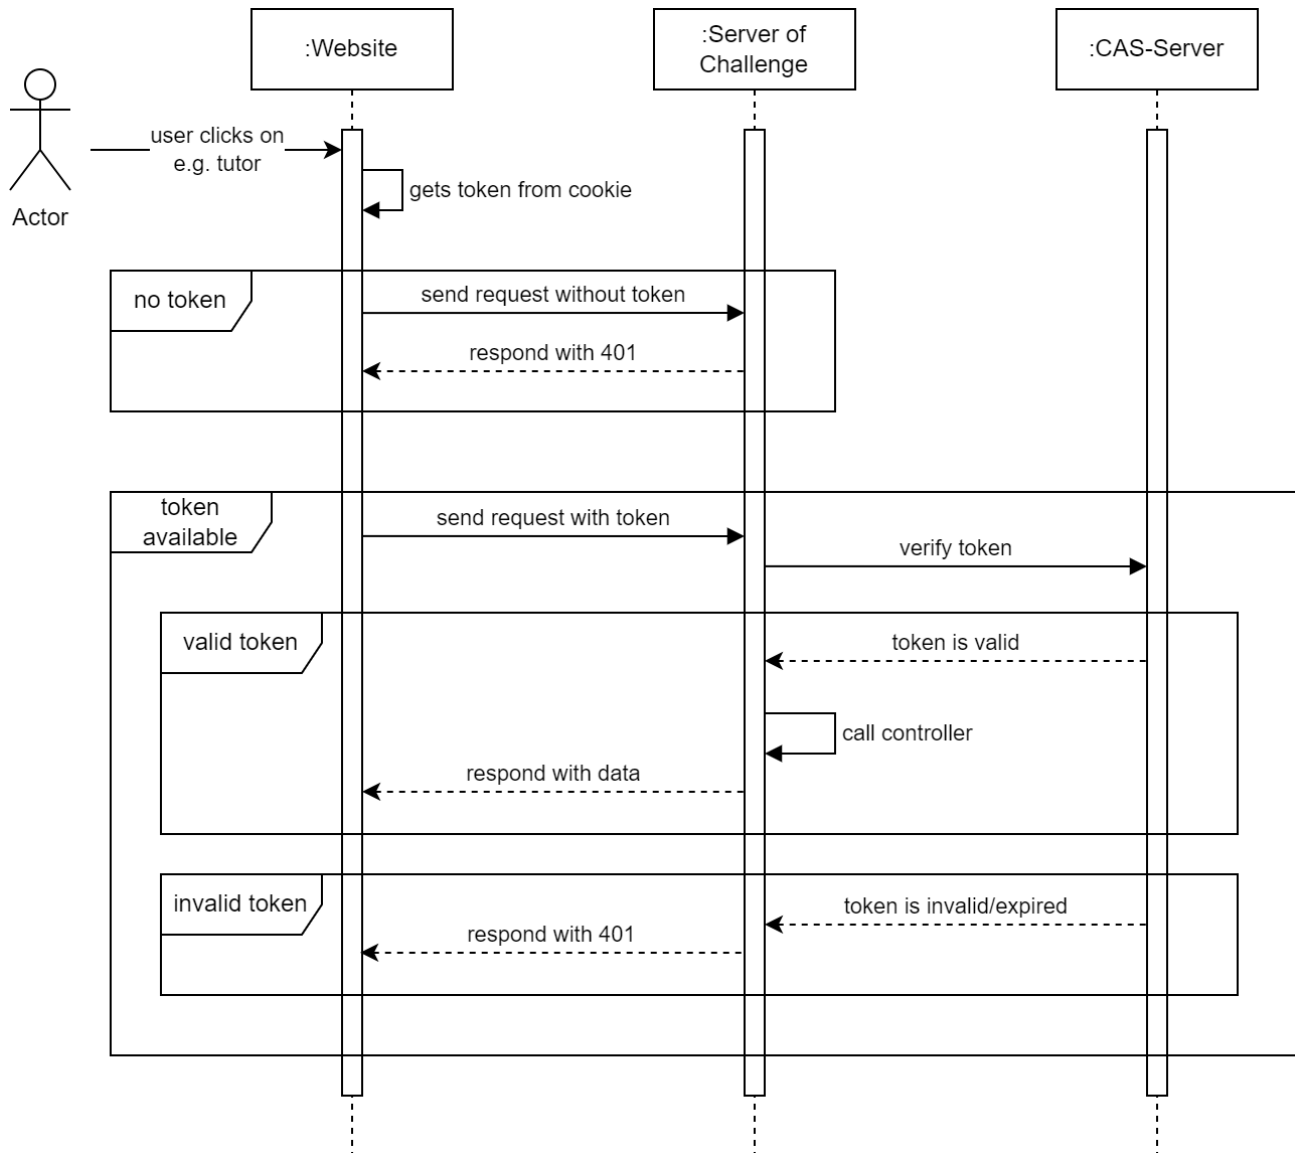 :Website
:Server of
Challenge
:CAS-Server
user clicks on
e.g. tutor
Actor
gets token from cookie
no token
send request without token
respond with 401
token
available
send request with token
verify token
valid token
token is valid
call controller
respond with data
invalid token
token is invalid/expired
respond with 401